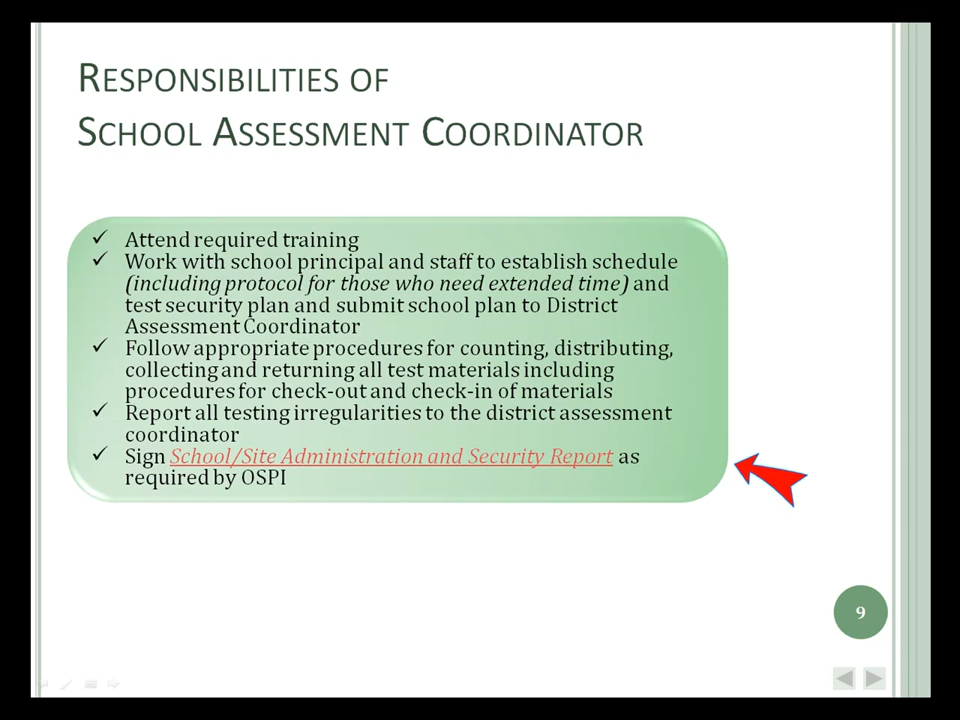 RESPONSIBILITIES OF
SCHOOL ASSESSMENT COORDINATOR
✓ Attend required training
✓ Work with school principal and staff to establish schedule
(including protocol for those who need extended time) and
test security plan and submit school plan to District
Assessment Coordinator
✓ Follow appropriate procedures for counting, distributing,
collecting and returning all test materials including
procedures for check-out and check-in of materials
✓ Report all testing irregularities to the district assessment
coordinator
✓ Sign School/Site Administration and Security Report as
required by OSPI
9